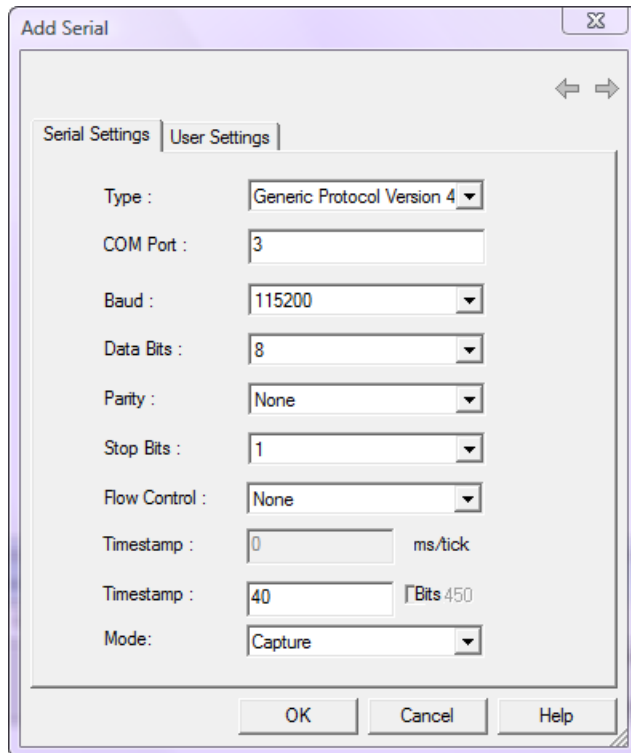 Add Serial
Serial Settings User Settings
Type : Generic Protocol Version 4
COM Port : 3
Baud : 115200
Data Bits : 8
Parity : None
Stop Bits : 1
Flow Control : None
Timestamp : 0 ms/tick
Timestamp : 40 Bits 450
Mode: Capture
OK Cancel Help